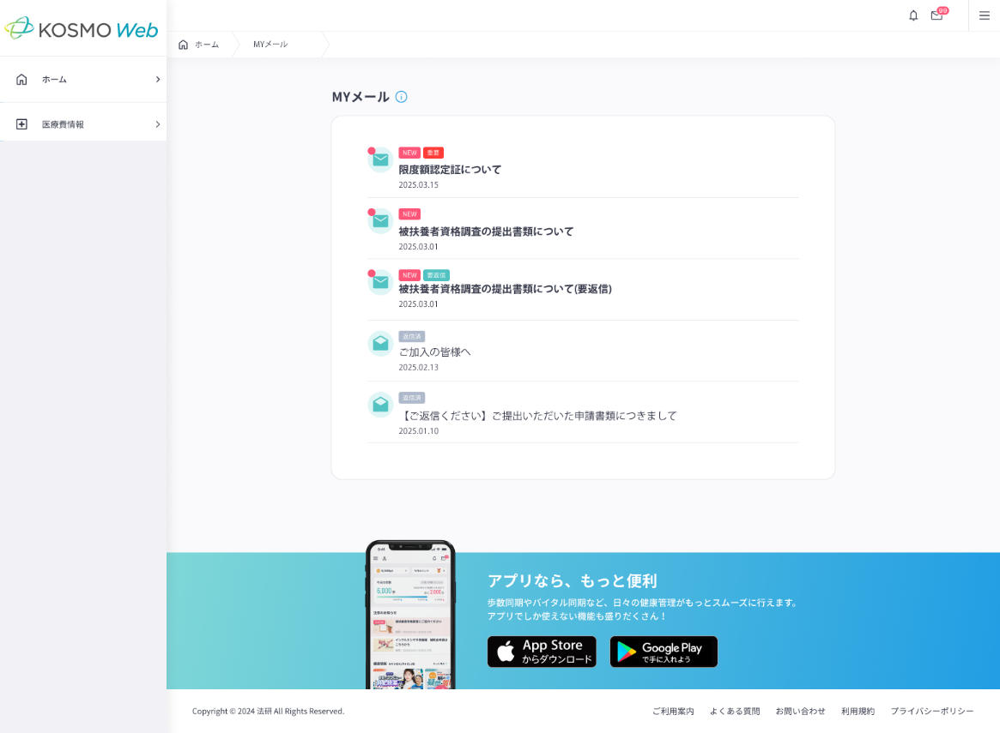 KOSMO Web
99
ホーム
MYメール
ホーム
医療費情報
MYメール
NEW 重要
限度額認定証について
2025.03.15
NEW
被扶養者資格調査の提出書類について
2025.03.01
NEW 要返信
被扶養者資格調査の提出書類について(要返信)
2025.03.01
返信済
ご加入の皆様へ
2025.02.13
返信済
【ご返信ください】ご提出いただいた申請書類につきまして
2025.01.10
6,000
2,000
アプリなら、もっと便利
歩数同期やバイタル同期など、日々の健康管理がもっとスムーズに行えます。
アプリでしか使えない機能も盛りだくさん！
App Store
からダウンロード
Google Play
で手に入れよう
Copyright © 2024 法研 All Rights Reserved.
ご利用案内
よくある質問
お問い合わせ
利用規約
プライバシーポリシー